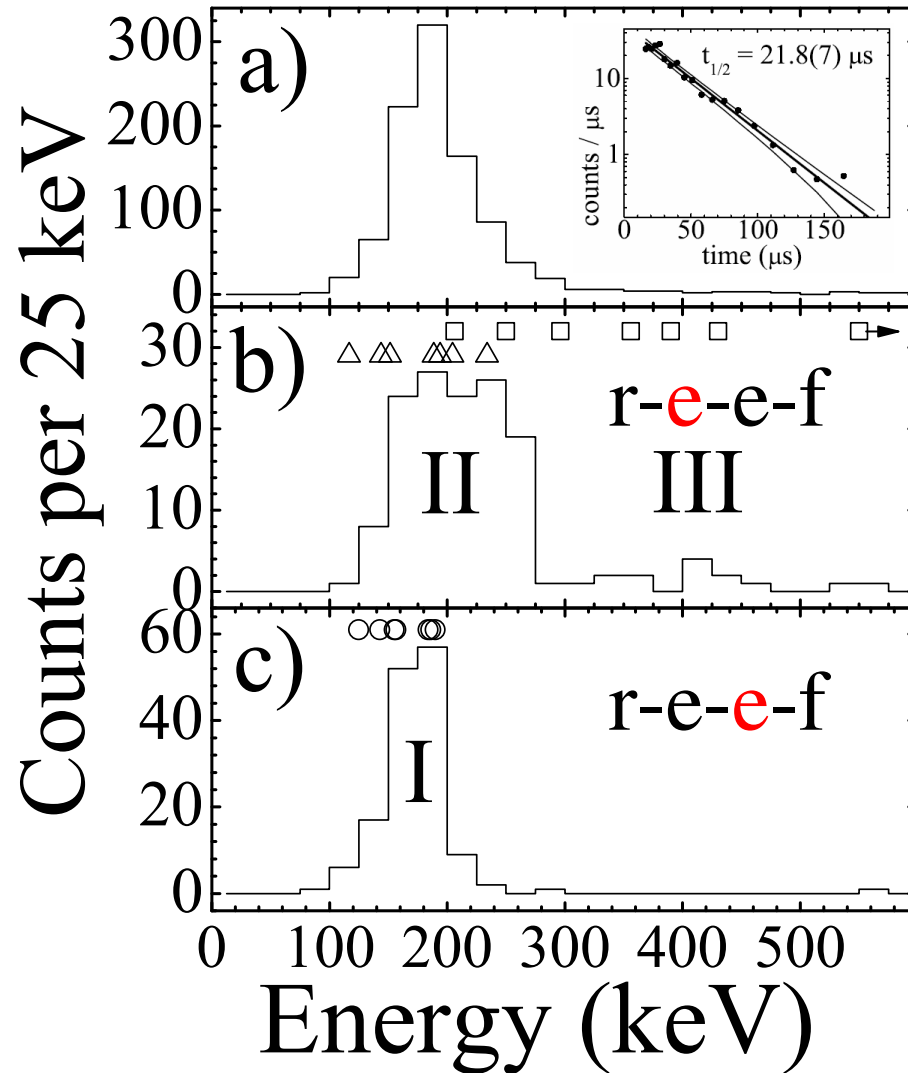 Counts per 25 keV
a)
300
200
100
0
counts / μs
10
1
t1/2 = 21.8(7) μs
0 50 100 150
time (μs)
b)
30
20
10
0
r-e-e-f
II
III
c)
60
40
20
0
r-e-e-f
I
0 100 200 300 400 500
Energy (keV)